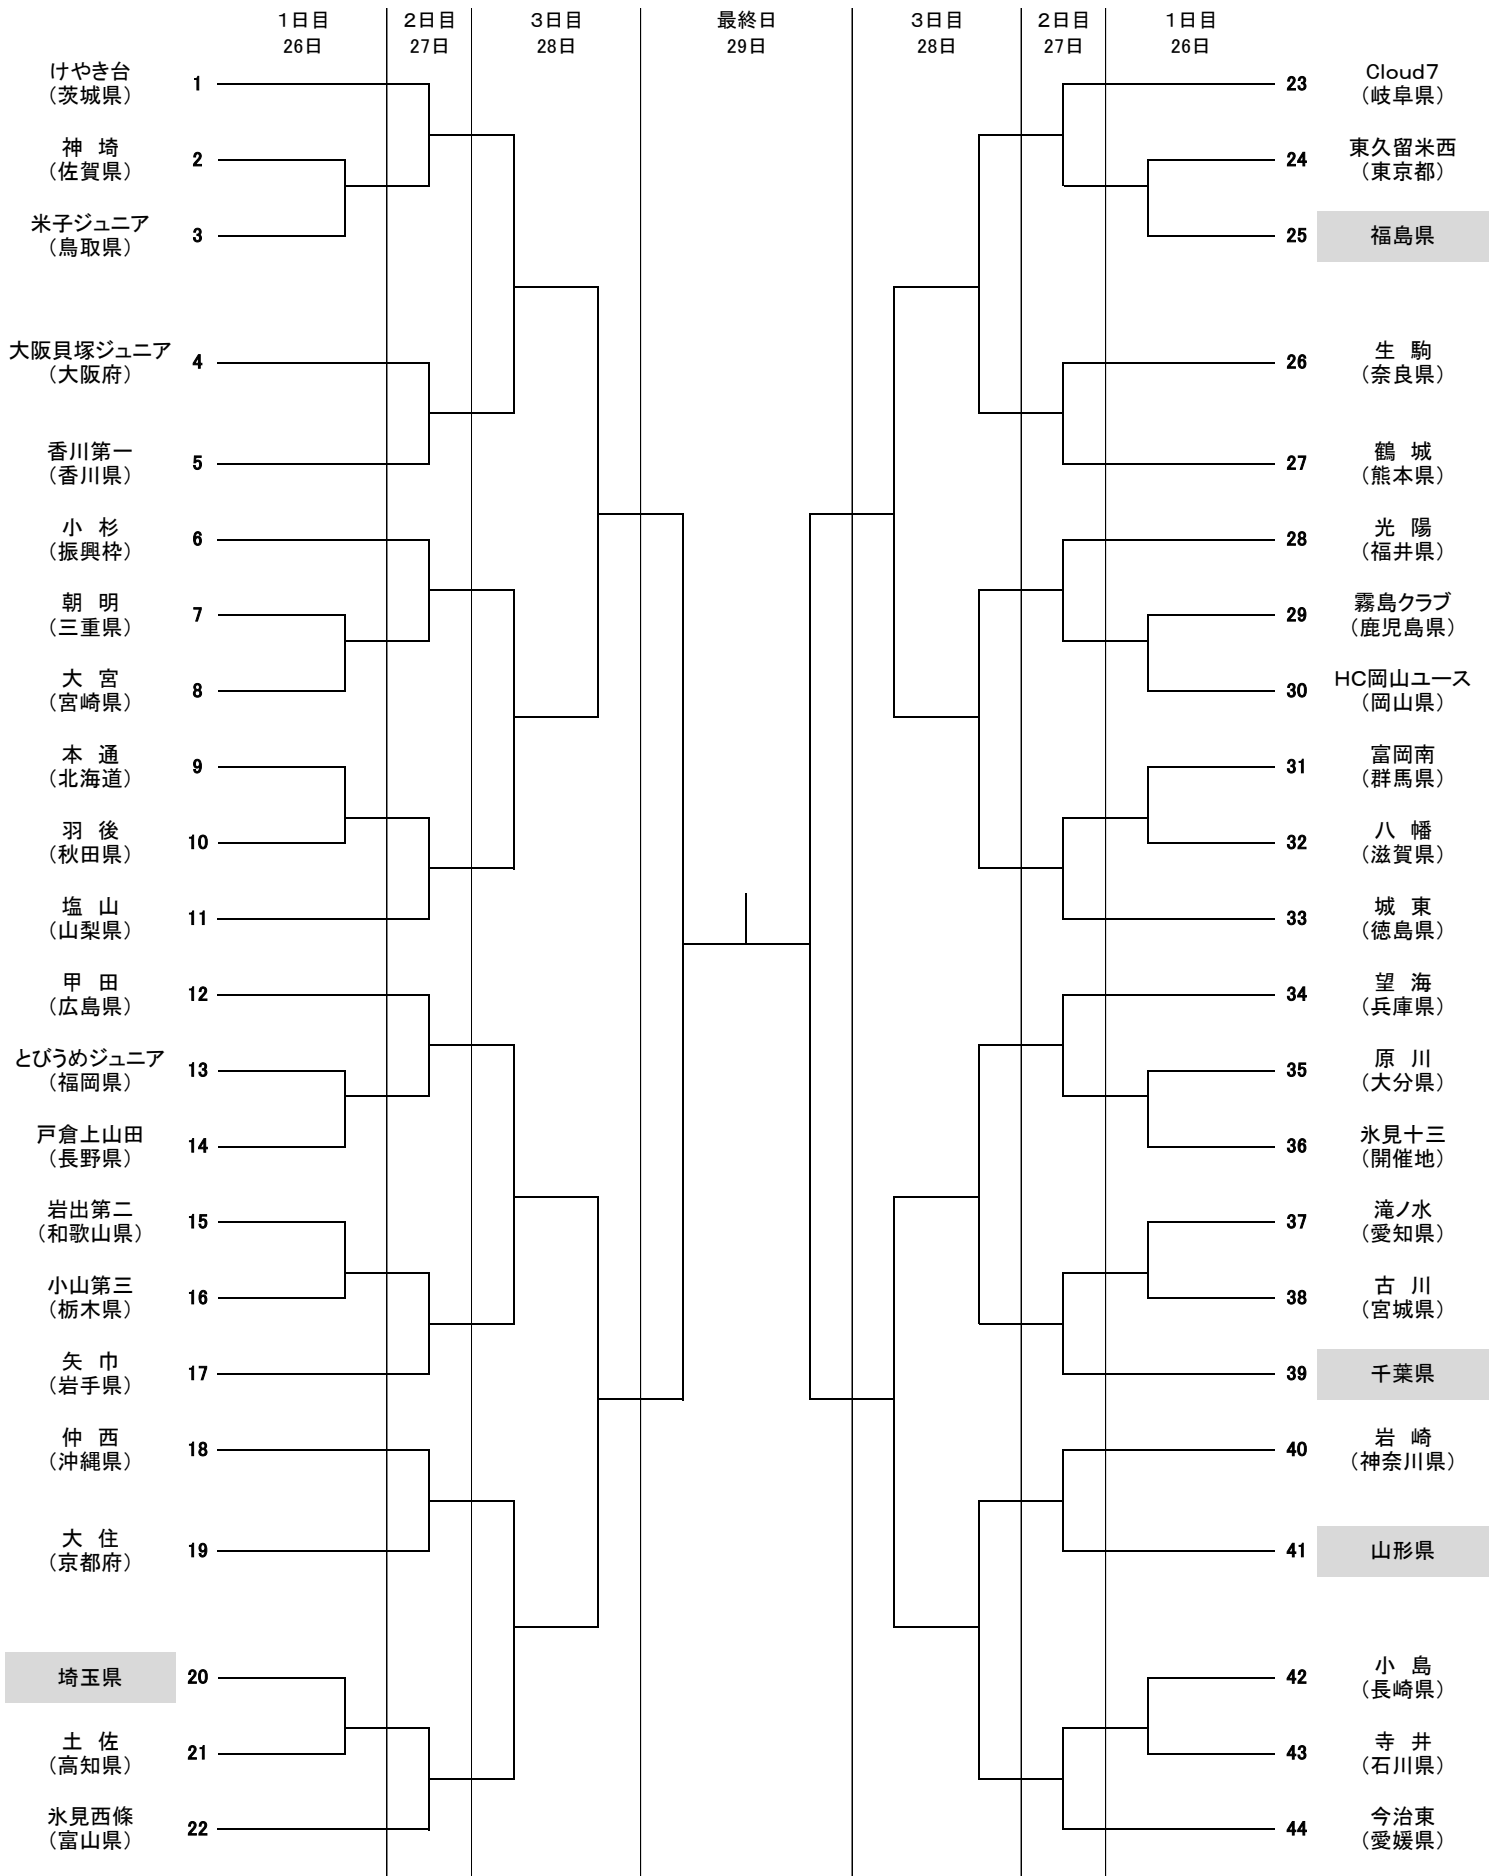 1日目 2日目 3日目 最終日 3日目 2日目 1日目
26日 27日 28日 29日 28日 27日 26日
けやき台
（茨城県）
1
神 埼
（佐賀県）
2
米子ジュニア
（鳥取県）
3
大阪貝塚ジュニア
（大阪府）
4
香川第一
（香川県）
5
小 杉
（振興枠）
6
朝 明
（三重県）
7
大 宮
（宮崎県）
8
本 通
（北海道）
9
羽 後
（秋田県）
10
塩 山
（山梨県）
11
甲 田
（広島県）
12
とびうめジュニア
（福岡県）
13
戸倉上山田
（長野県）
14
岩出第二
（和歌山県）
15
小山第三
（栃木県）
16
矢 巾
（岩手県）
17
仲 西
（沖縄県）
18
大 住
（京都府）
19
埼玉県
20
土 佐
（高知県）
21
氷見西條
（富山県）
22
23
Cloud7
（岐阜県）
24
東久留米西
（東京都）
25
福島県
26
生 駒
（奈良県）
27
鶴 城
（熊本県）
28
光 陽
（福井県）
29
霧島クラブ
（鹿児島県）
30
HC岡山ユース
（岡山県）
31
富岡南
（群馬県）
32
八 幡
（滋賀県）
33
城 東
（徳島県）
34
望 海
（兵庫県）
35
原 川
（大分県）
36
氷見十三
（開催地）
37
滝ノ水
（愛知県）
38
古 川
（宮城県）
39
千葉県
40
岩 崎
（神奈川県）
41
山形県
42
小 島
（長崎県）
43
寺 井
（石川県）
44
今治東
（愛媛県）